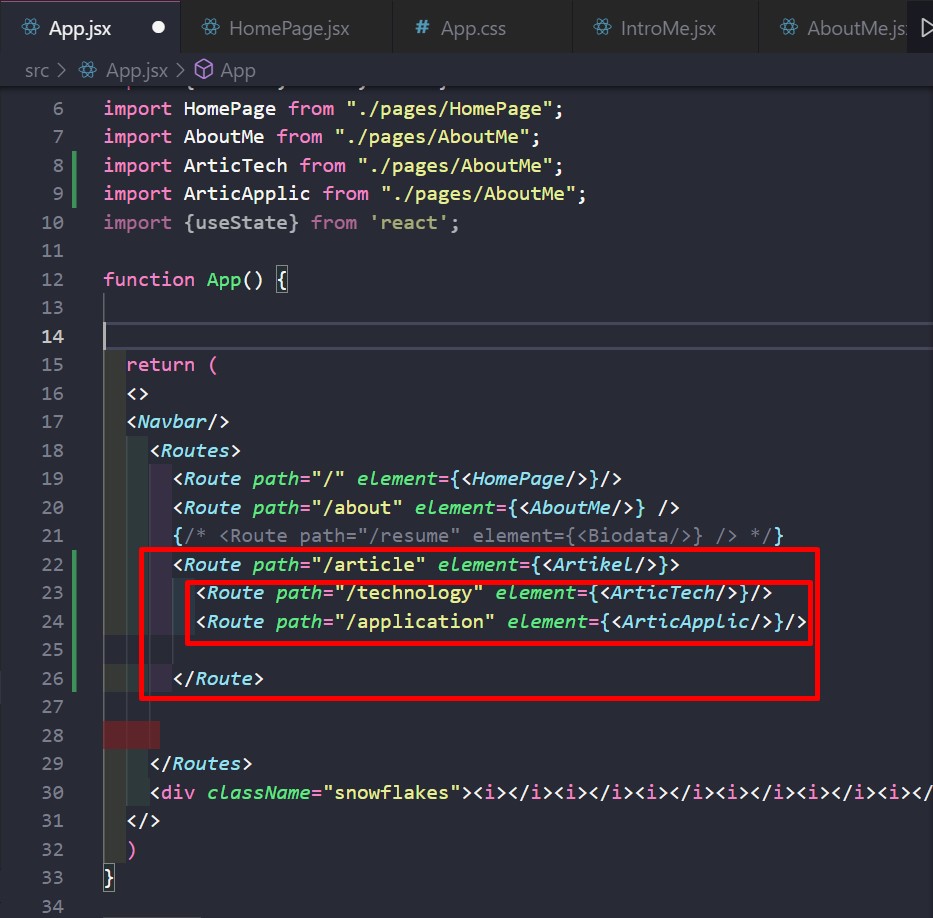 App.jsx HomePage.jsx # App.css IntroMe.jsx AboutMe.js
src > App.jsx > App
6 import HomePage from "./pages/HomePage";
7 import AboutMe from "./pages/AboutMe";
8 import ArticTech from "./pages/AboutMe";
9 import ArticApplic from "./pages/AboutMe";
10 import {useState} from 'react';
11
12 function App() {
13
14
15 return (
16 <>
17 <Navbar/>
18 <Routes>
19 <Route path="/" element={<HomePage/>}/>
20 <Route path="/about" element={<AboutMe/>} />
21 {/* <Route path="/resume" element={<Biodata/>} /> */}
22 <Route path="/article" element={<Artikel/>}>
23 <Route path="/technology" element={<ArticTech/>}/>
24 <Route path="/application" element={<ArticApplic/>}/>
25
26 </Route>
27
28
29 </Routes>
30 <div className="snowflakes"><i></i><i></i><i></i><i></i><i></i><i></
31 </>
32 )
33 }
34